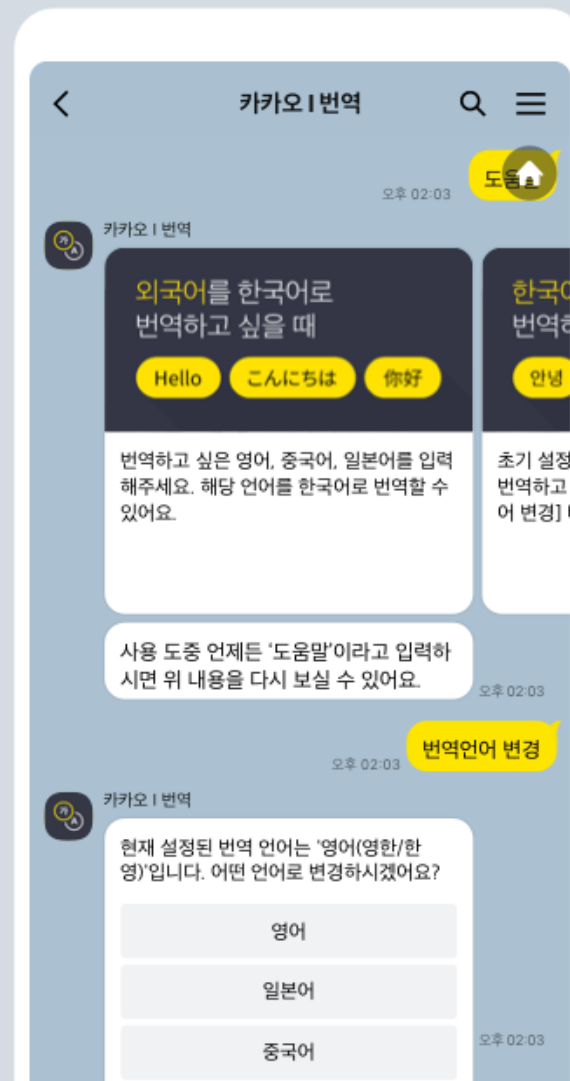 카카오 I 번역
오후 02:03
카카오 I 번역
외국어를 한국어로
번역하고 싶을 때
Hello こんにちは 你好
번역하고 싶은 영어, 중국어, 일본어를 입력
해주세요. 해당 언어를 한국어로 번역할 수
있어요.
안녕
초기 설정
번역하고
어 변경]
사용 도중 언제든 ‘도움말’이라고 입력하
시면 위 내용을 다시 보실 수 있어요.
오후 02:03
번역언어 변경
오후 02:03
카카오 I 번역
현재 설정된 번역 언어는 '영어(영한/한
영)'입니다. 어떤 언어로 변경하시겠어요?
영어
일본어
중국어
오후 02:03